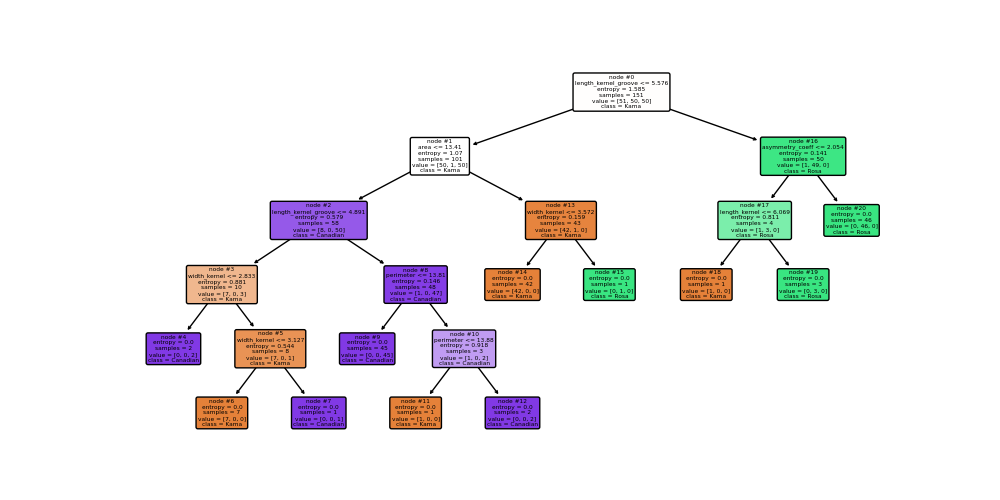 node #0
length_kernel_groove <= 5.576
entropy = 1.585
samples = 151
value = [51, 50, 50]
class = Kama
node #1
area <= 13.41
entropy = 1.07
samples = 101
value = [50, 1, 50]
class = Kama
node #16
asymmetry_coeff <= 2.054
entropy = 0.141
samples = 50
value = [1, 49, 0]
class = Rosa
node #2
length_kernel_groove <= 4.891
entropy = 0.579
samples = 58
value = [8, 0, 50]
class = Canadian
node #13
width_kernel <= 3.572
entropy = 0.159
samples = 43
value = [42, 1, 0]
class = Kama
node #17
length_kernel <= 6.069
entropy = 0.811
samples = 4
value = [1, 3, 0]
class = Rosa
node #20
entropy = 0.0
samples = 46
value = [0, 46, 0]
class = Rosa
node #3
width_kernel <= 2.833
entropy = 0.881
samples = 10
value = [7, 0, 3]
class = Kama
node #8
perimeter <= 13.81
entropy = 0.146
samples = 48
value = [1, 0, 47]
class = Canadian
node #14
entropy = 0.0
samples = 42
value = [42, 0, 0]
class = Kama
node #15
entropy = 0.0
samples = 1
value = [0, 1, 0]
class = Rosa
node #18
entropy = 0.0
samples = 1
value = [1, 0, 0]
class = Kama
node #19
entropy = 0.0
samples = 3
value = [0, 3, 0]
class = Rosa
node #4
entropy = 0.0
samples = 2
value = [0, 0, 2]
class = Canadian
node #5
width_kernel <= 3.127
entropy = 0.544
samples = 8
value = [7, 0, 1]
class = Kama
node #9
entropy = 0.0
samples = 45
value = [0, 0, 45]
class = Canadian
node #10
perimeter <= 13.88
entropy = 0.918
samples = 3
value = [1, 0, 2]
class = Canadian
node #6
entropy = 0.0
samples = 7
value = [7, 0, 0]
class = Kama
node #7
entropy = 0.0
samples = 1
value = [0, 0, 1]
class = Canadian
node #11
entropy = 0.0
samples = 1
value = [1, 0, 0]
class = Kama
node #12
entropy = 0.0
samples = 2
value = [0, 0, 2]
class = Canadian